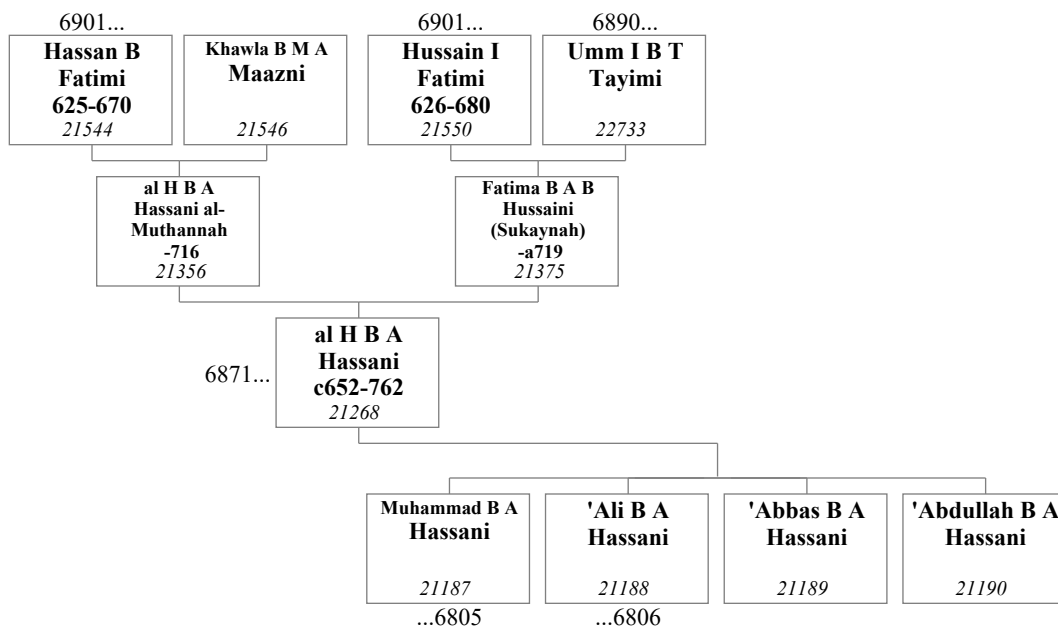 6901...
6901...
6890...
Hassan B
Fatimi
625-670
21544
Khawla B M A
Maazni
21546
Hussain I
Fatimi
626-680
21550
Umm I B T
Tayimi
22733
al H B A
Hassani al-
Muthannah
-716
21356
Fatima B A B
Hussaini
(Sukaynah)
-a719
21375
6871...
al H B A
Hassani
c652-762
21268
Muhammad B A
Hassani
21187
'Ali B A
Hassani
21188
'Abbas B A
Hassani
21189
'Abdullah B A
Hassani
21190
...6805
...6806